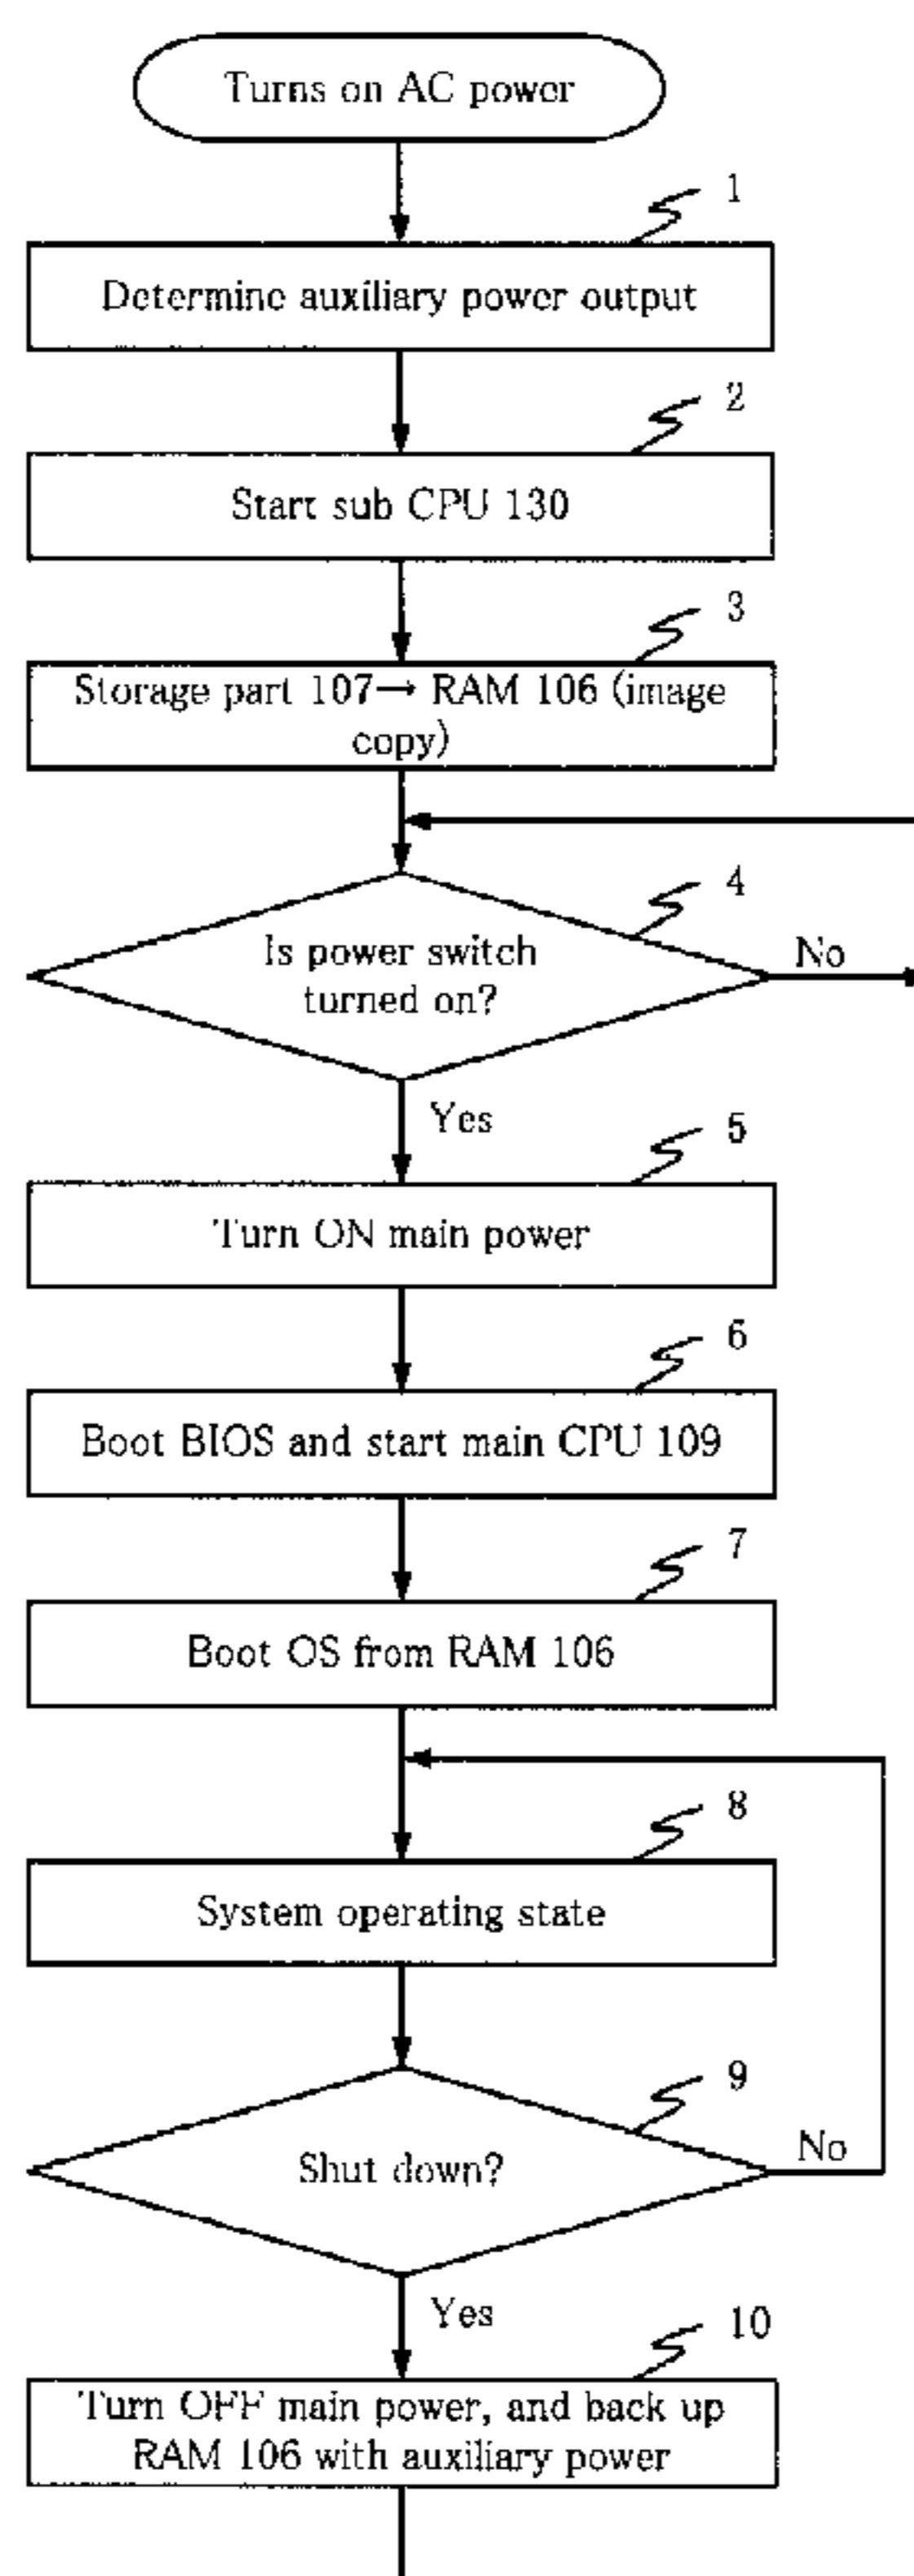 Turns on AC power
1
Determine auxiliary power output
2
Start sub CPU 130
3
Storage part 107→ RAM 106 (image
copy)
4
Is power switch
turned on?
No
Yes
5
Turn ON main power
6
Boot BIOS and start main CPU 109
7
Boot OS from RAM 106
8
System operating state
9
Shut down?
No
Yes
10
Turn OFF main power, and back up
RAM 106 with auxiliary power